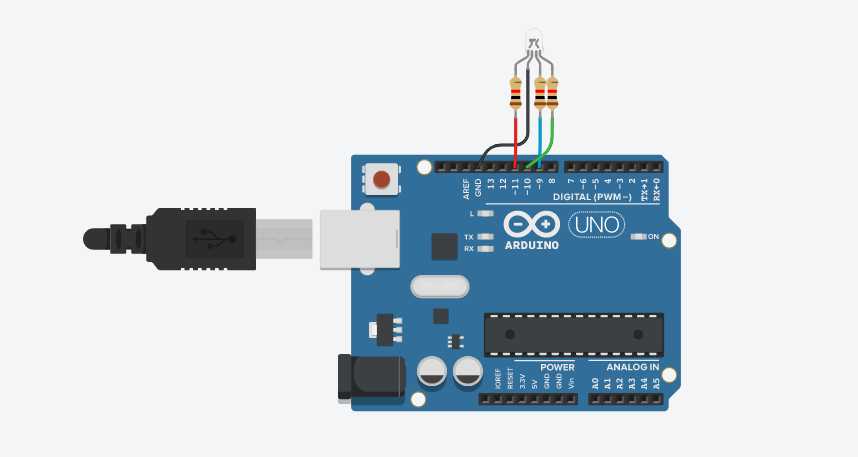 AREF
GND
13
12
~11
~10
~9
8
7
~6
~5
4
~3
2
TX→1
RX←0
DIGITAL (PWM~)
L
TX
RX
ARDUINO
UNO
ON
POWER
ANALOG IN
IOREF
RESET
3.3V
5V
GND
GND
Vin
A0
A1
A2
A3
A4
A5